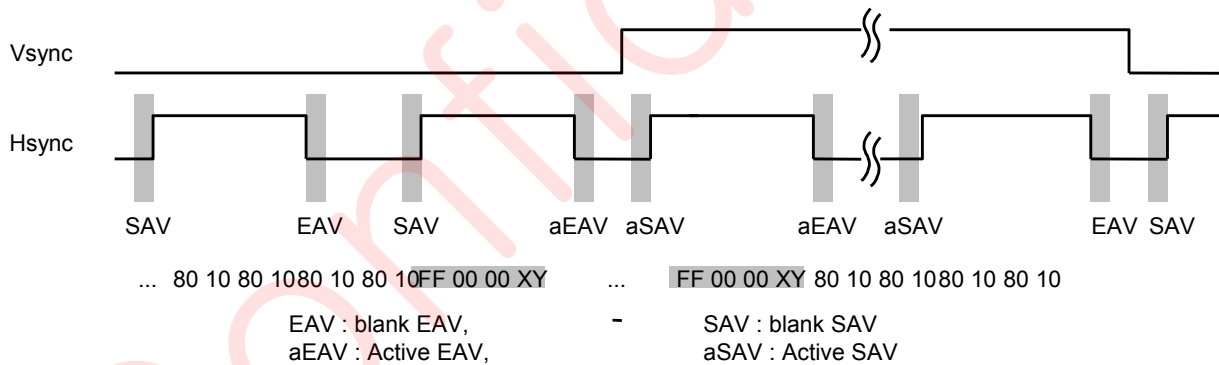 Vsync
Hsync
SAV EAV SAV aEAV aSAV aEAV aSAV EAV SAV
... 80 10 80 1080 10 80 10FF 00 00 XY ... FF 00 00 XY 80 10 80 1080 10 80 10
EAV : blank EAV, - SAV : blank SAV
aEAV : Active EAV, aSAV : Active SAV